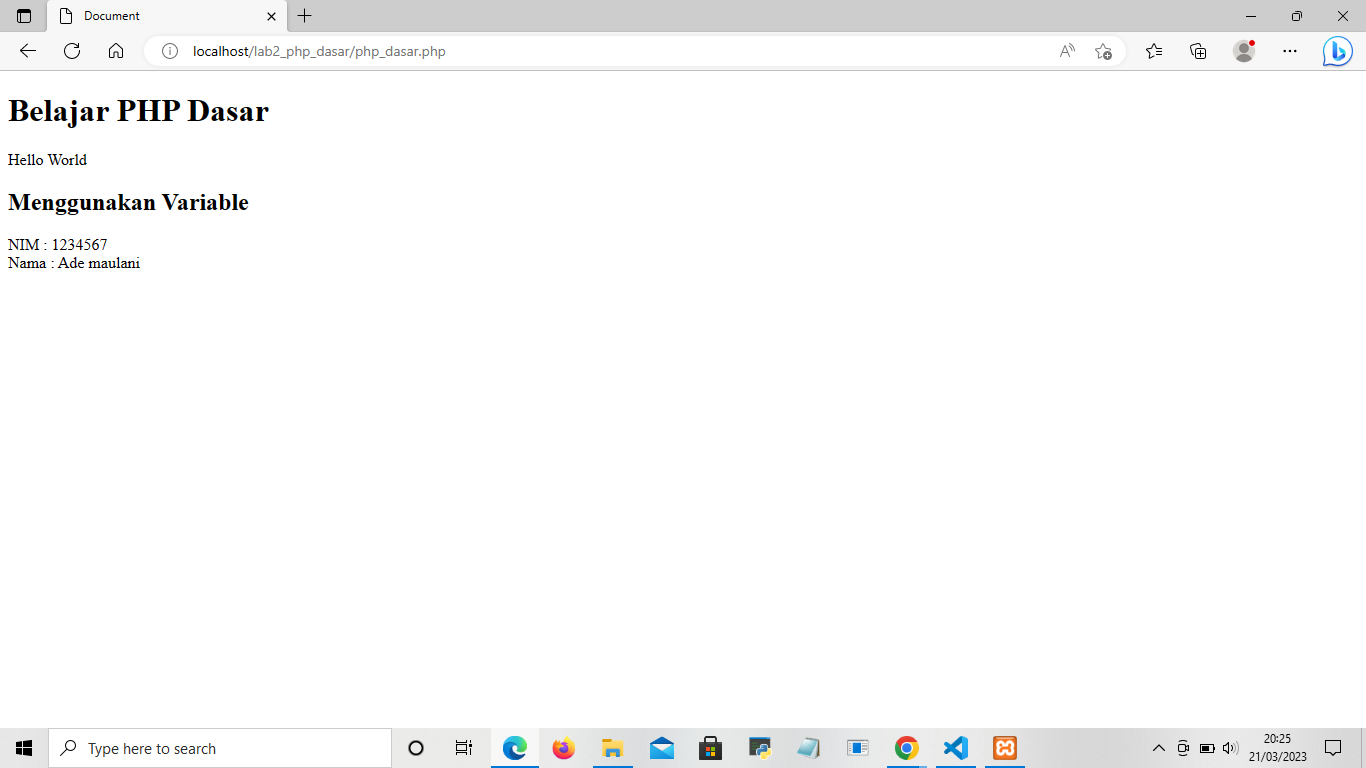 Document
localhost/lab2_php_dasar/php_dasar.php
Belajar PHP Dasar
Hello World
Menggunakan Variable
NIM : 1234567
Nama : Ade maulani
Type here to search
20:25
21/03/2023